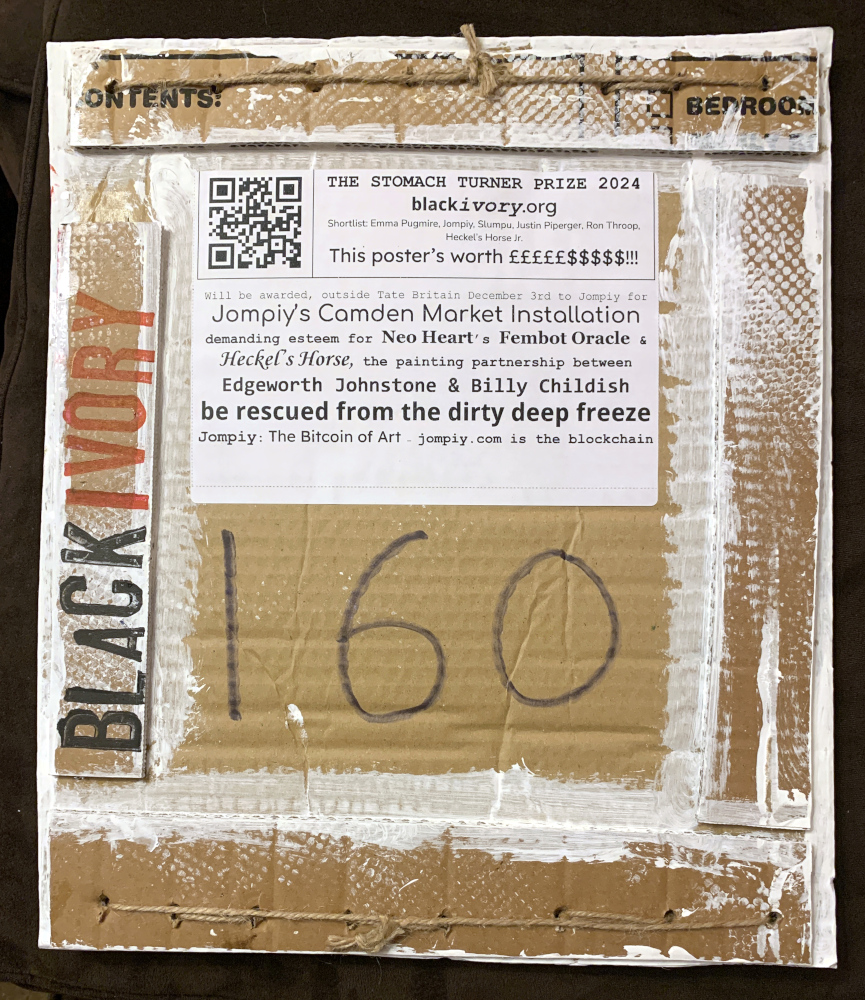 ONTENTS:
BEDROOM
THE STOMACH TURNER PRIZE 2024
blackivory.org
Shortlist: Emma Pugmire, Jompiy, Slumpu, Justin Piperger, Ron Throop,
Heckel's Horse Jr.
This poster's worth £££££$$$$$!!!
Will be awarded, outside Tate Britain December 3rd to Jompiy for
Jompiy's Camden Market Installation
demanding esteem for Neo Heart's Fembot Oracle &
Heckel's Horse, the painting partnership between
Edgeworth Johnstone & Billy Childish
be rescued from the dirty deep freeze
Jompiy: The Bitcoin of Art - jompiy.com is the blockchain
BLACK IVORY
160